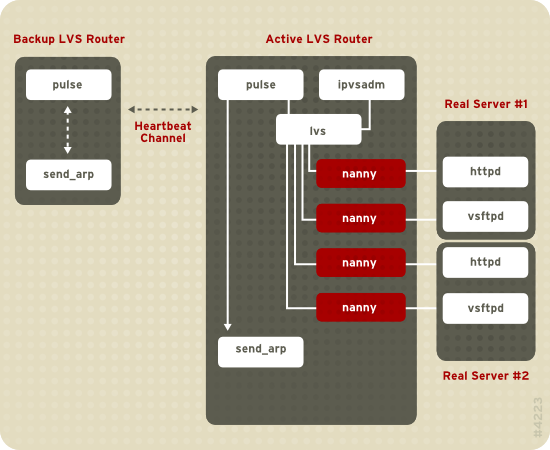 Backup LVS Router
pulse
send_arp
Heartbeat
Channel
Active LVS Router
pulse
ipvsadm
lvs
nanny
nanny
nanny
nanny
send_arp
Real Server #1
httpd
vsftpd
httpd
vsftpd
Real Server #2
#4223